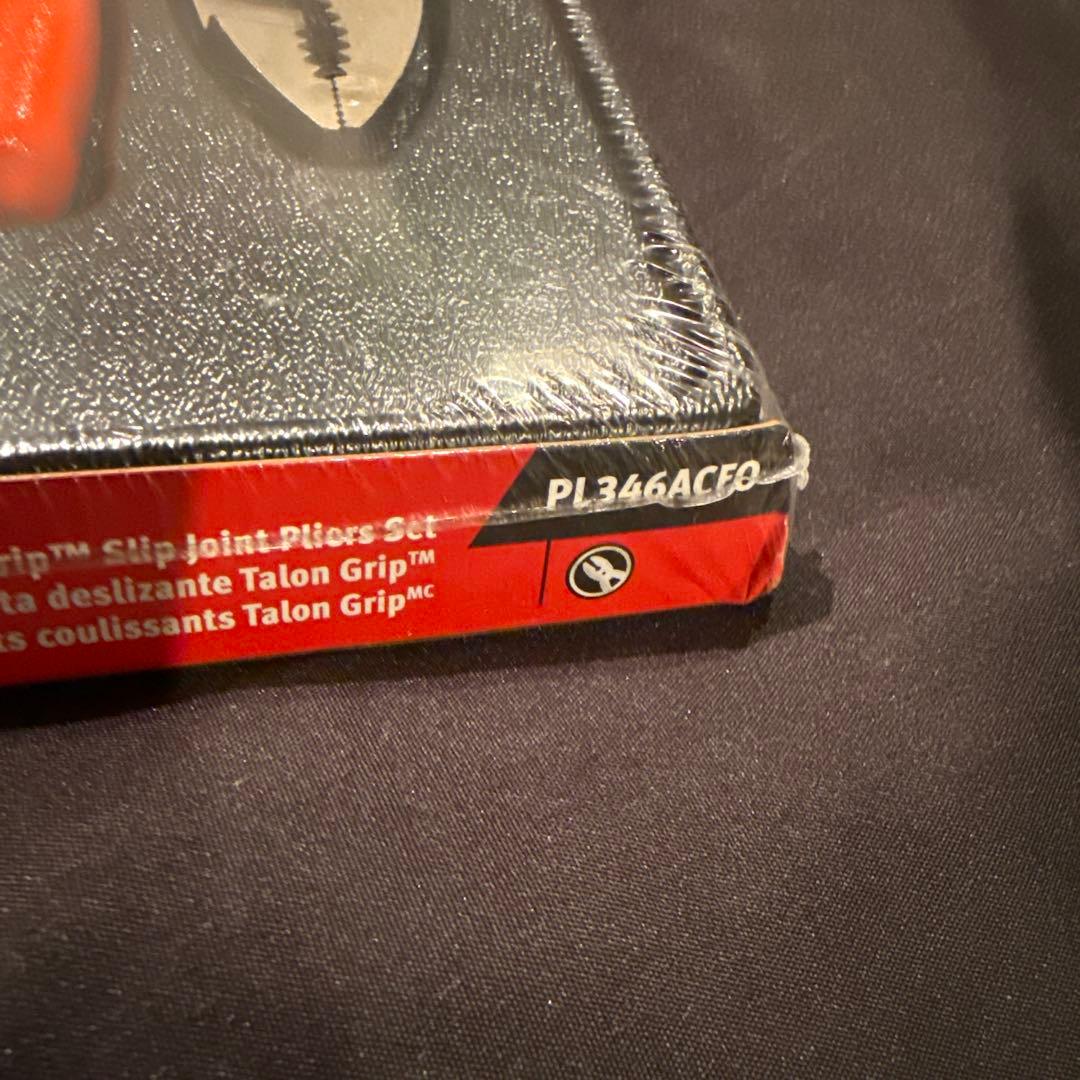 PL346ACFO
rip™ Slip Joint Pliers Set
ta deslizante Talon Grip™
ts coulissants Talon Grip^MC